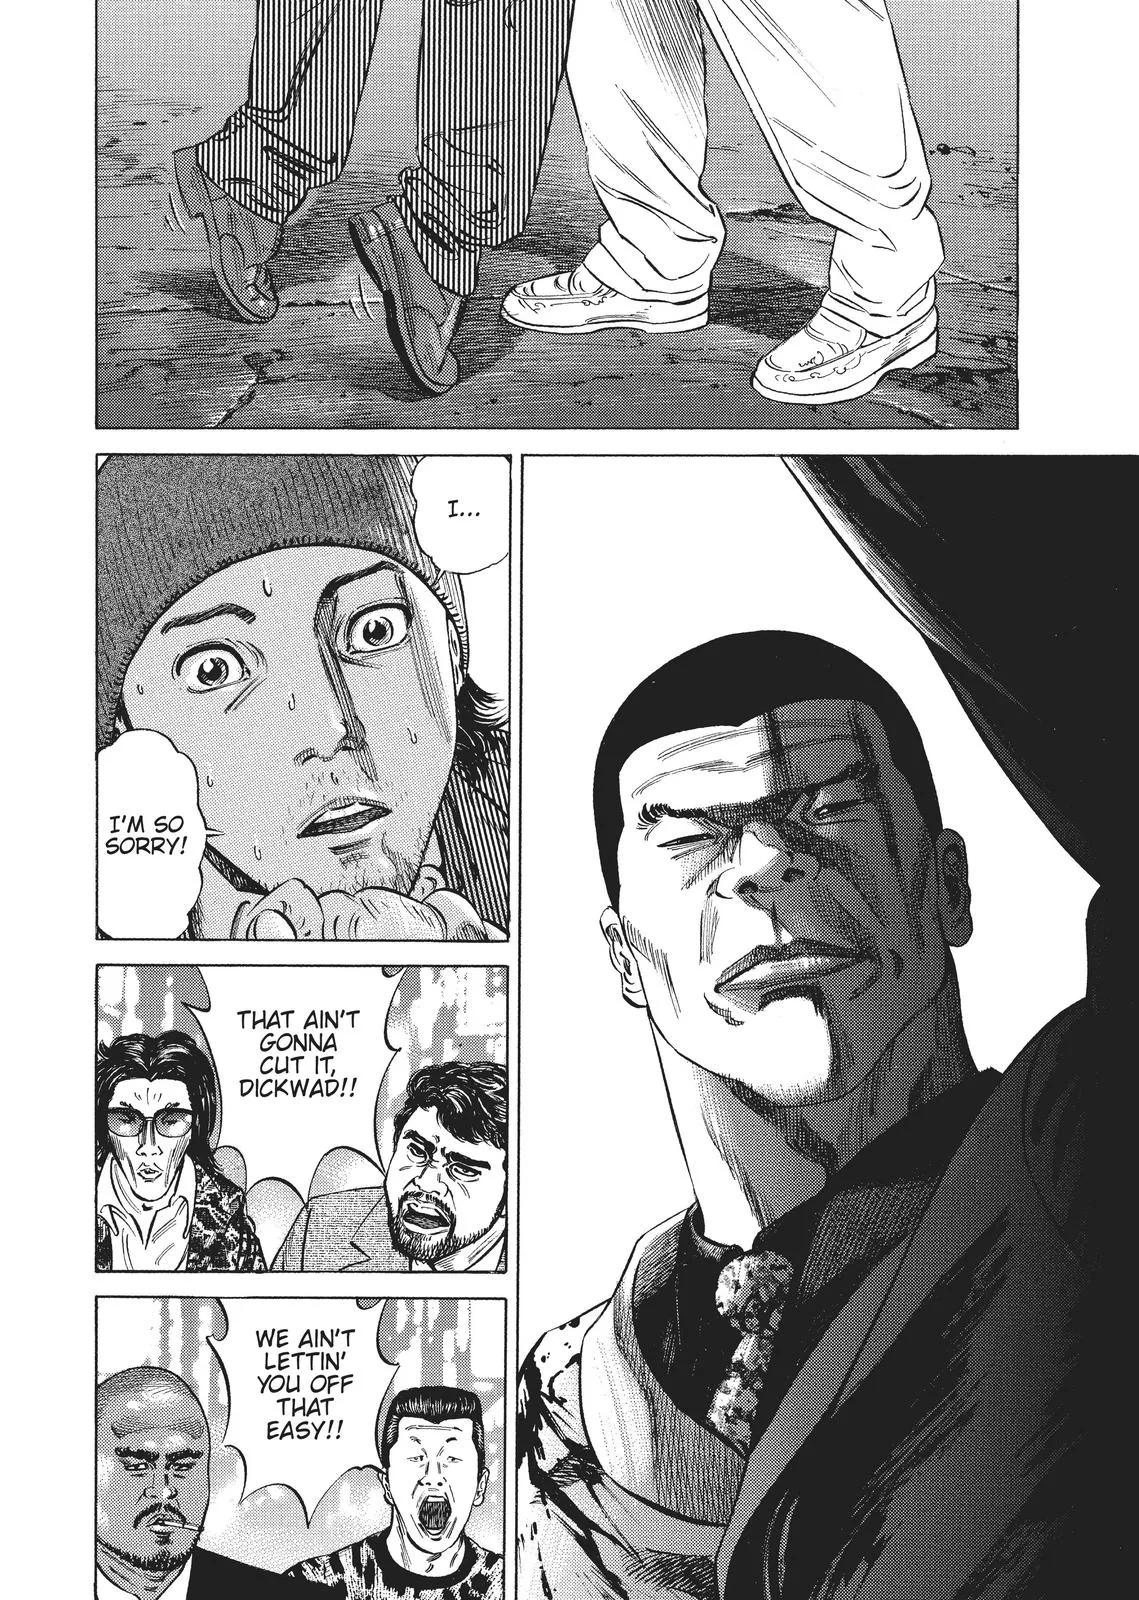 I...
I'M SO
SORRY!
THAT AIN'T
GONNA
CUT IT,
DICKWAD!!
WE AIN'T
LETTIN'
YOU OFF
THAT
EASY!!